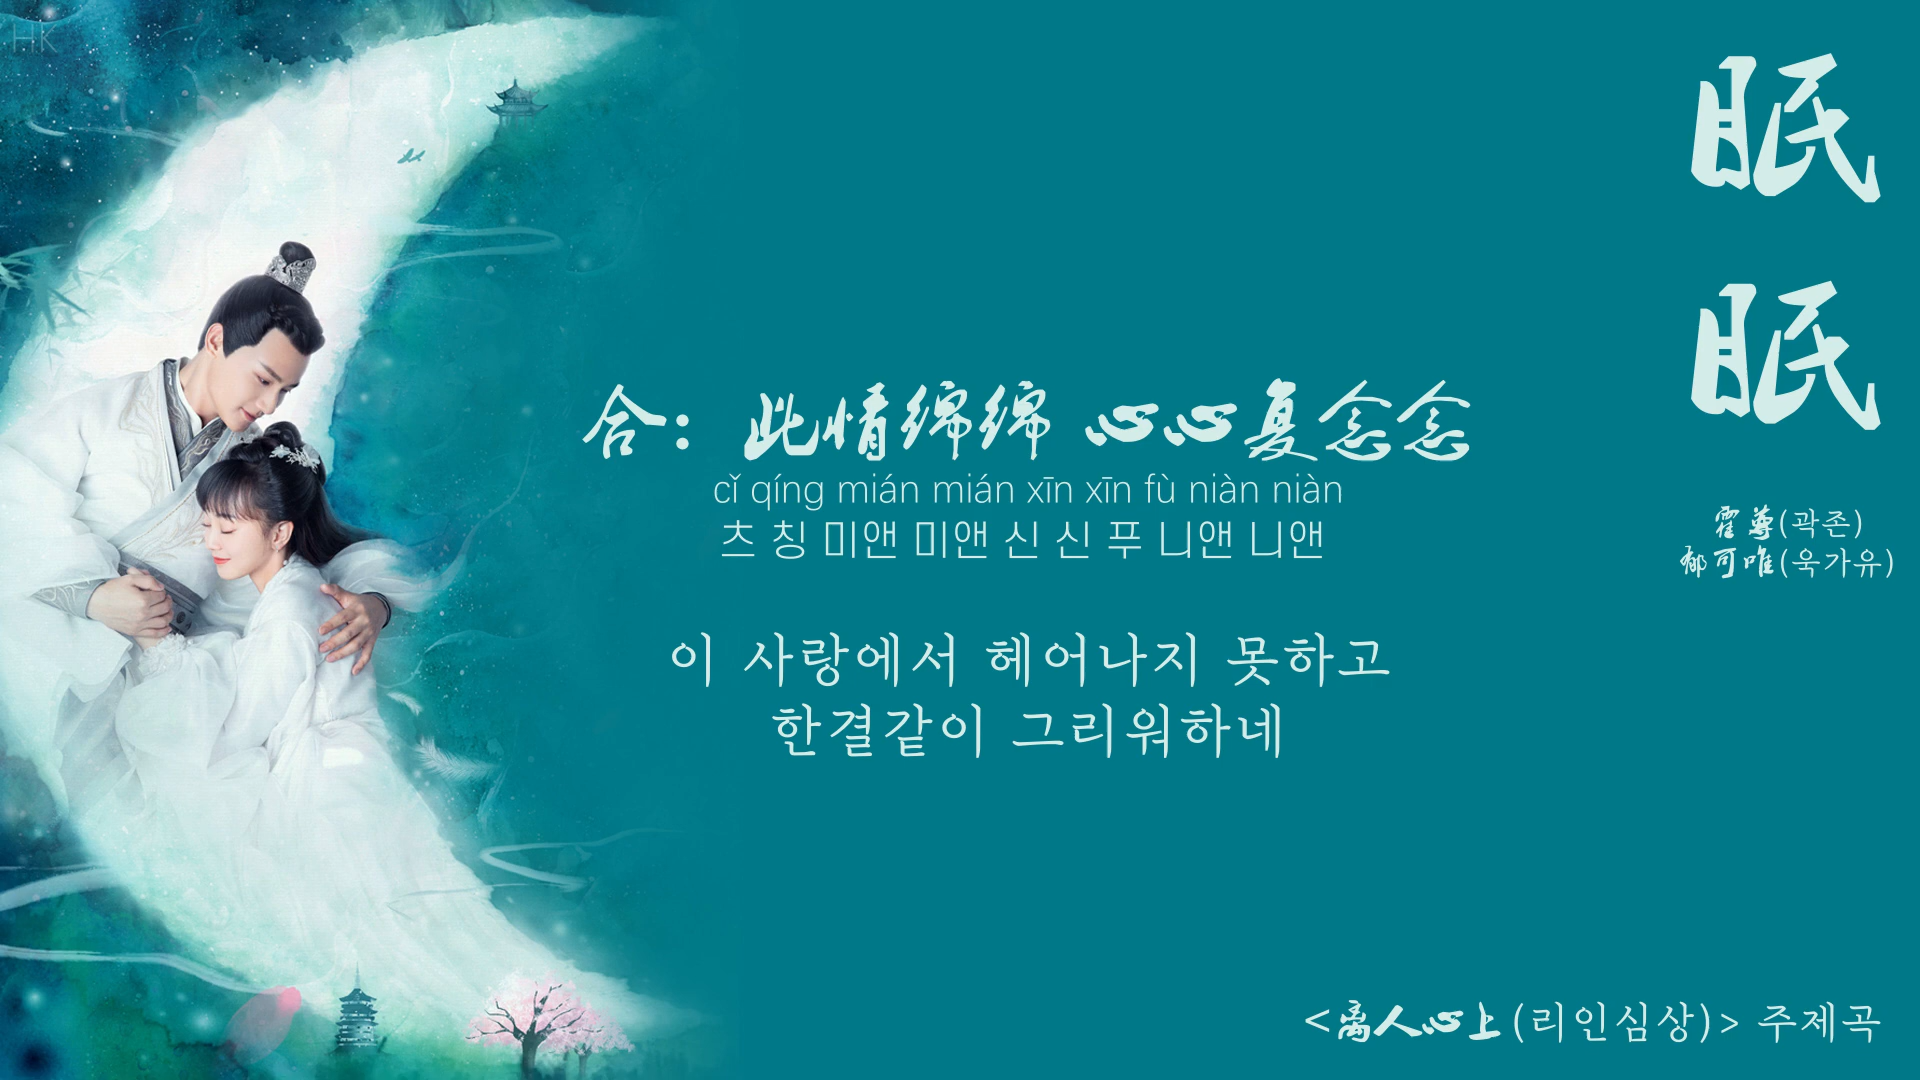 HK
眠
眠
霍尊(곽존)
郁可唯(욱가유)
合：此情绵绵 心心复念念
cǐ qíng mián mián xīn xīn fù niàn niàn
츠 칭 미앤 미앤 신 신 푸 니앤 니앤
이 사랑에서 헤어나지 못하고
한결같이 그리워하네
<离人心上(리인심상)> 주제곡